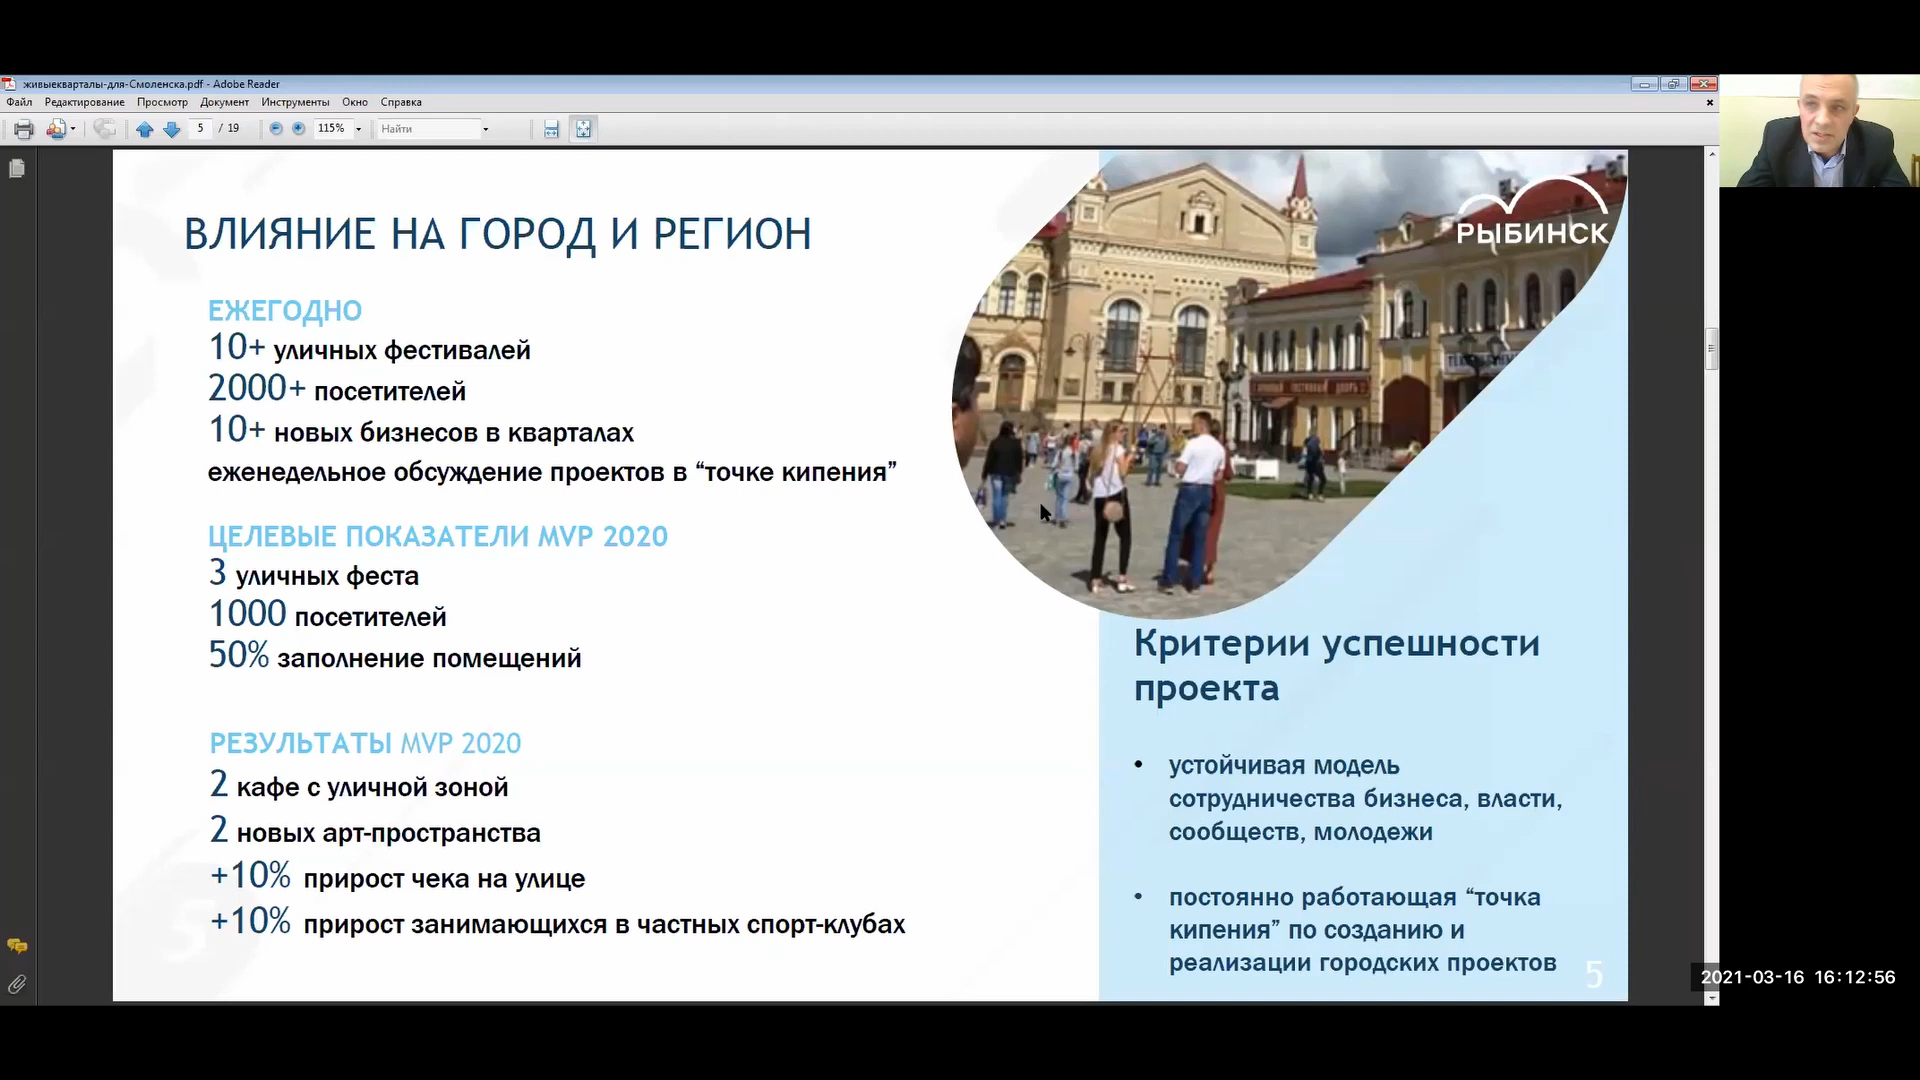 живыекварталы-для-Смоленска.pdf - Adobe Reader
Файл Редактирование Просмотр Документ Инструменты Окно Справка
5 / 19 115% Найти
РЫБИНСК
ВЛИЯНИЕ НА ГОРОД И РЕГИОН
ЕЖЕГОДНО
10+ уличных фестивалей
2000+ посетителей
10+ новых бизнесов в кварталах
еженедельное обсуждение проектов в “точке кипения”
ЦЕЛЕВЫЕ ПОКАЗАТЕЛИ MVP 2020
3 уличных феста
1000 посетителей
50% заполнение помещений
РЕЗУЛЬТАТЫ MVP 2020
2 кафе с уличной зоной
2 новых арт-пространства
+10% прирост чека на улице
+10% прирост занимающихся в частных спорт-клубах
Критерии успешности
проекта
• устойчивая модель
сотрудничества бизнеса, власти,
сообществ, молодежи
• постоянно работающая “точка
кипения” по созданию и
реализации городских проектов
5
2021-03-16 16:12:56